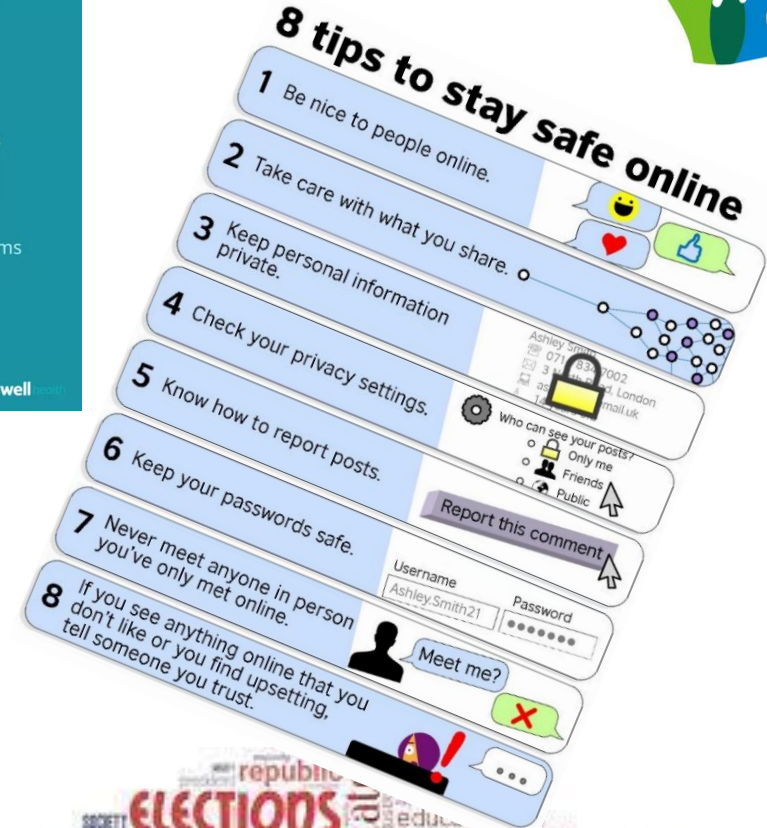 ms
well health
8 tips to stay safe online
1 Be nice to people online.
2 Take care with what you share.
3 Keep personal information
private.
Ashley Smith
3 London
4 Check your privacy settings.
Who can see your posts?
Only me
Friends
Public
5 Know how to report posts.
Report this comment
6 Keep your passwords safe.
Username
Password
Ashley.Smith21
7 Never meet anyone in person
you've only met online.
Meet me?
8 If you see anything online that you
don't like or you find upsetting,
tell someone you trust.
republic
SOCIETY
ELECTIONS